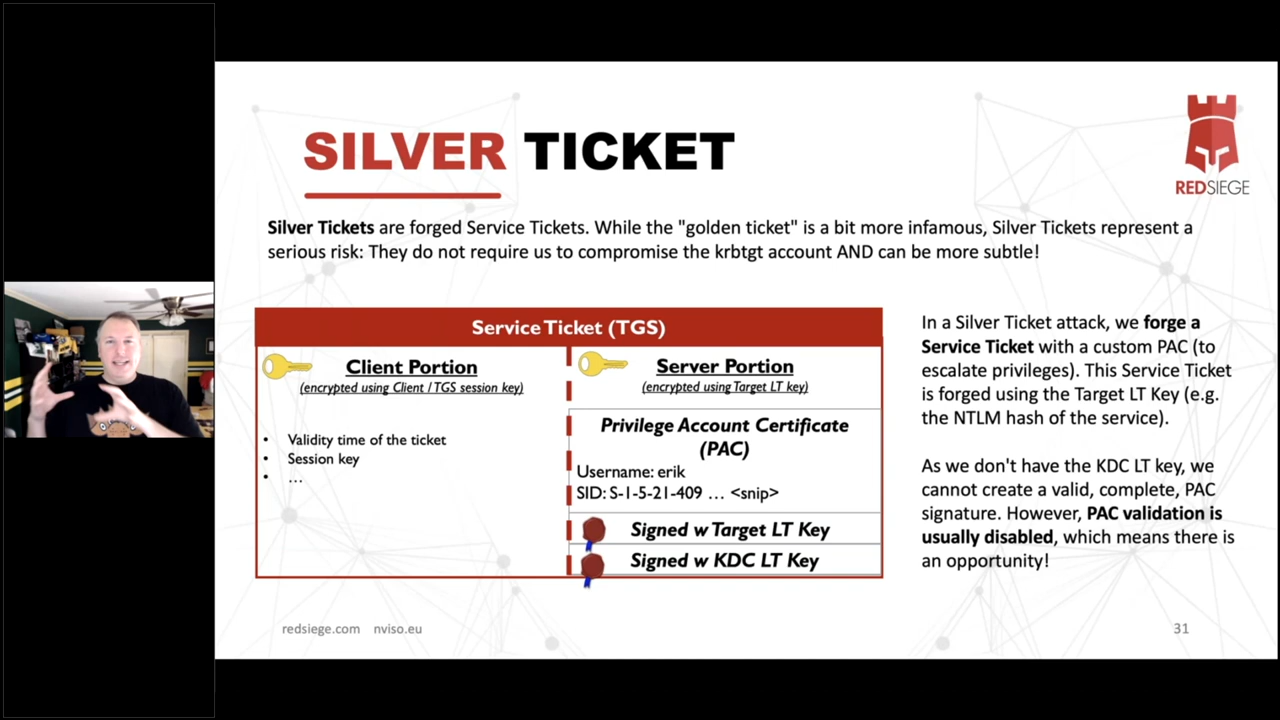 SILVER TICKET
REDSIEGE
Silver Tickets are forged Service Tickets. While the "golden ticket" is a bit more infamous, Silver Tickets represent a
serious risk: They do not require us to compromise the krbtgt account AND can be more subtle!
Service Ticket (TGS)
Client Portion
(encrypted using Client / TGS session key)
• Validity time of the ticket
• Session key
• …
Server Portion
(encrypted using Target LT key)
Privilege Account Certificate
(PAC)
Username: erik
SID: S-1-5-21-409 … <snip>
Signed w Target LT Key
Signed w KDC LT Key
In a Silver Ticket attack, we forge a
Service Ticket with a custom PAC (to
escalate privileges). This Service Ticket
is forged using the Target LT Key (e.g.
the NTLM hash of the service).
As we don't have the KDC LT key, we
cannot create a valid, complete, PAC
signature. However, PAC validation is
usually disabled, which means there is
an opportunity!
redsiege.com nviso.eu
31